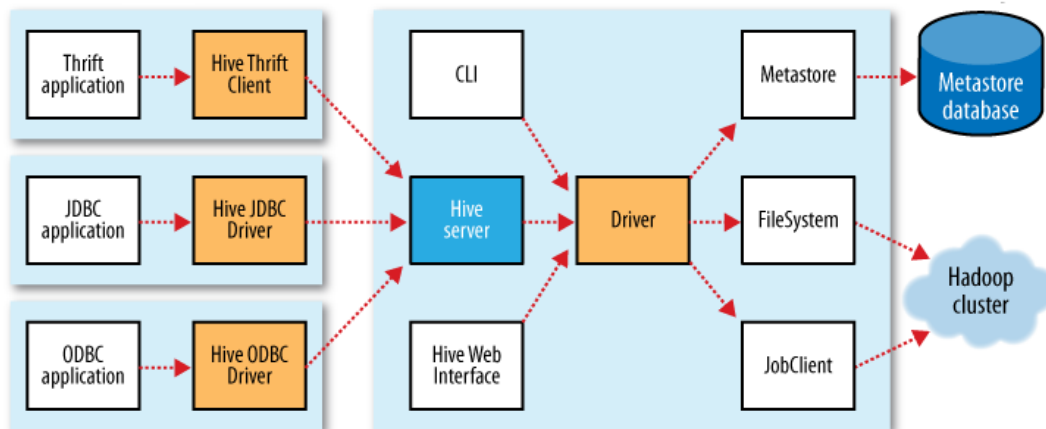 Thrift
application
Hive Thrift
Client
CLI
Metastore
Metastore
database
JDBC
application
Hive JDBC
Driver
Hive
server
Driver
FileSystem
Hadoop
cluster
ODBC
application
Hive ODBC
Driver
Hive Web
Interface
JobClient